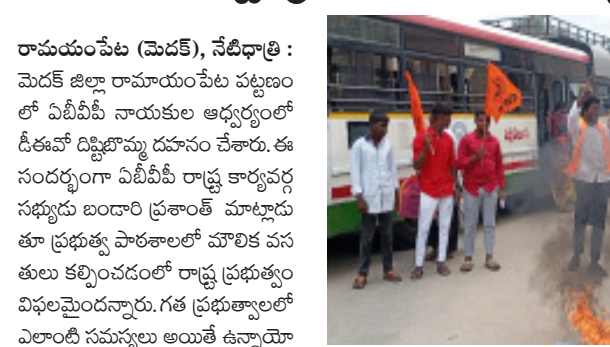 రామయంపేట (మెదక్), నేటిధాత్రి :
మెదక్ జిల్లా రామాయంపేట పట్టణం
లో ఏబీవీపీ నాయకుల ఆధ్వర్యంలో
డీఈవో దిష్టిబొమ్మ దహనం చేశారు. ఈ
సందర్భంగా ఏబీవీపీ రాష్ట్ర కార్యవర్గ
సభ్యుడు బండారి ప్రశాంత్ మాట్లాడు
తూ ప్రభుత్వ పాఠశాలలో మౌలిక వస
తులు కల్పించడంలో రాష్ట్ర ప్రభుత్వం
విఫలమైందన్నారు. గత ప్రభుత్వాలలో
ఎలాంటి సమస్యలు అయితే ఉన్నాయో